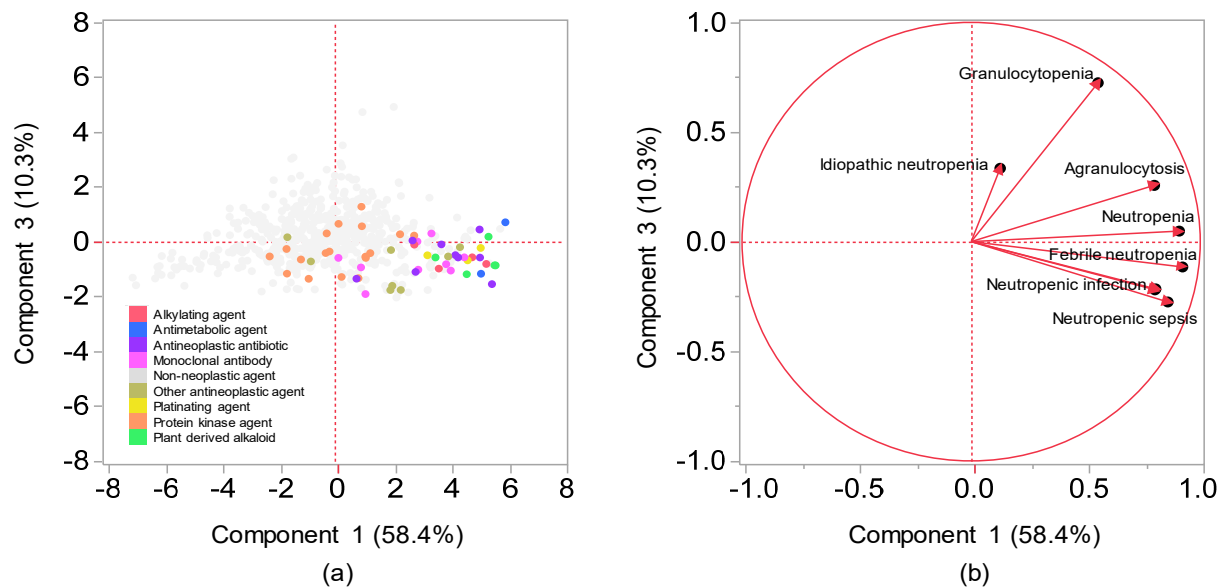 8
6
4
2
0
-2
-4
-6
-8
Component 3 (10.3%)
Alkylating agent
Antimetabolic agent
Antineoplastic antibiotic
Monoclonal antibody
Non-neoplastic agent
Other antineoplastic agent
Platinating agent
Protein kinase agent
Plant derived alkaloid
-8 -6 -4 -2 0 2 4 6 8
Component 1 (58.4%)
(a)
1.0
0.5
0.0
-0.5
-1.0
Component 3 (10.3%)
Granulocytopenia
Idiopathic neutropenia
Agranulocytosis
Neutropenia
Febrile neutropenia
Neutropenic infection
Neutropenic sepsis
-1.0 -0.5 0.0 0.5 1.0
Component 1 (58.4%)
(b)